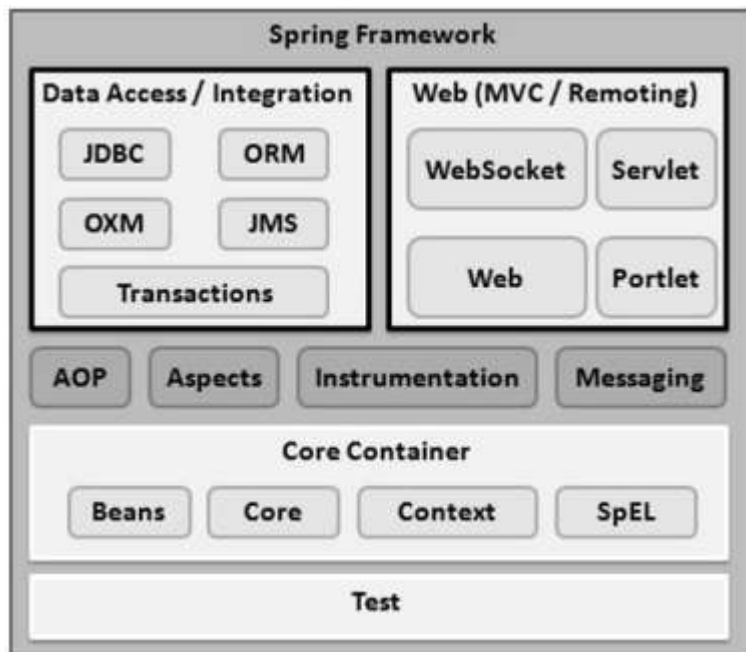 Spring Framework
Data Access / Integration
JDBC
ORM
OXM
JMS
Transactions
Web (MVC / Remoting)
WebSocket
Servlet
Web
Portlet
AOP
Aspects
Instrumentation
Messaging
Core Container
Beans
Core
Context
SpEL
Test